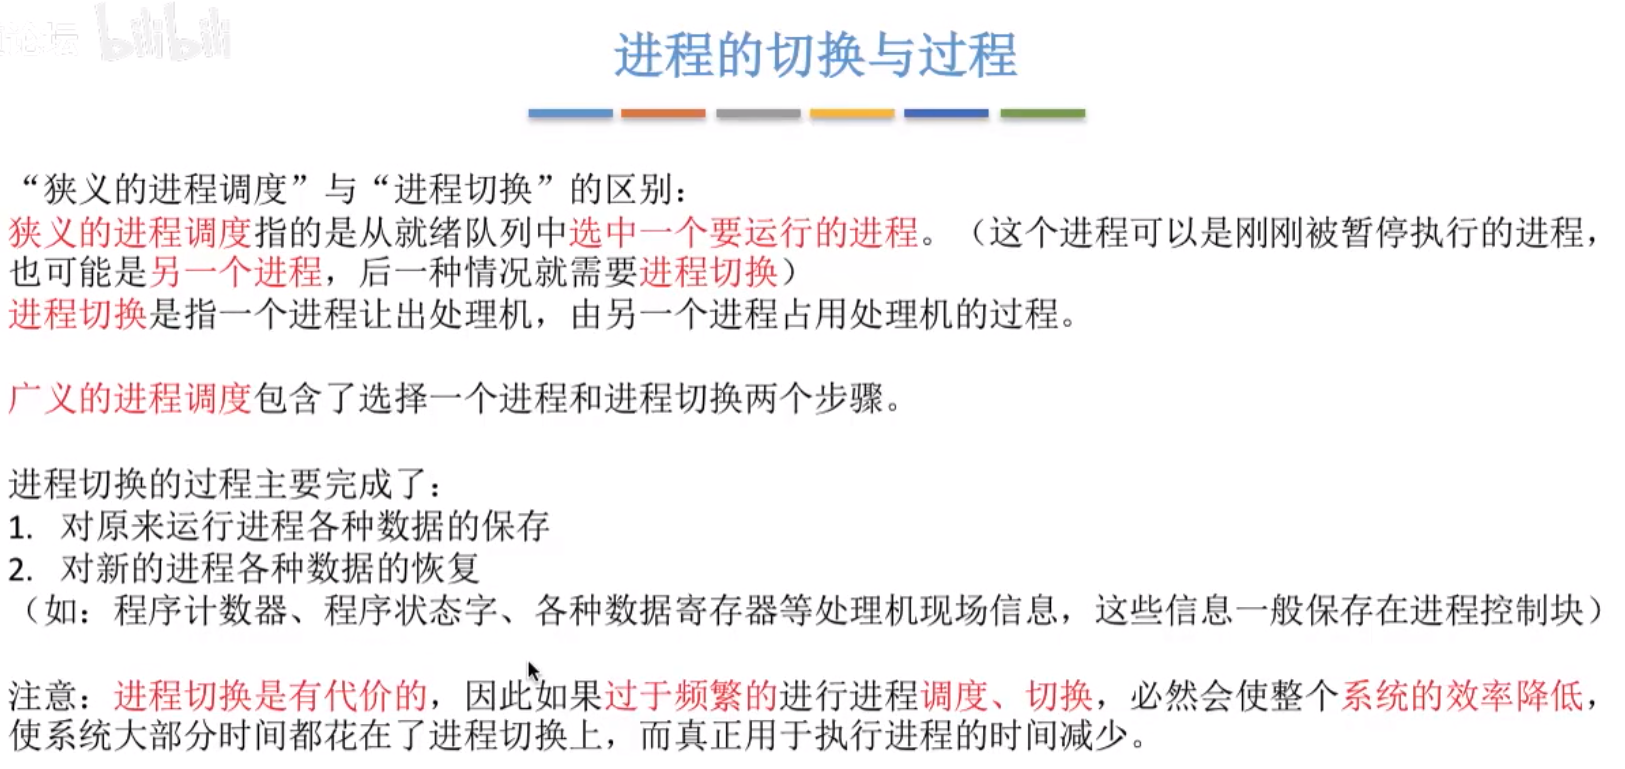 论坛 bilibili
进程的切换与过程
“狭义的进程调度”与“进程切换”的区别：
狭义的进程调度指的是从就绪队列中选中一个要运行的进程。（这个进程可以是刚刚被暂停执行的进程，
也可能是另一个进程，后一种情况就需要进程切换）
进程切换是指一个进程让出处理机，由另一个进程占用处理机的过程。
广义的进程调度包含了选择一个进程和进程切换两个步骤。
进程切换的过程主要完成了：
1. 对原来运行进程各种数据的保存
2. 对新的进程各种数据的恢复
（如：程序计数器、程序状态字、各种数据寄存器等处理机现场信息，这些信息一般保存在进程控制块）
注意：进程切换是有代价的，因此如果过于频繁的进行进程调度、切换，必然会使整个系统的效率降低，
使系统大部分时间都花在了进程切换上，而真正用于执行进程的时间减少。